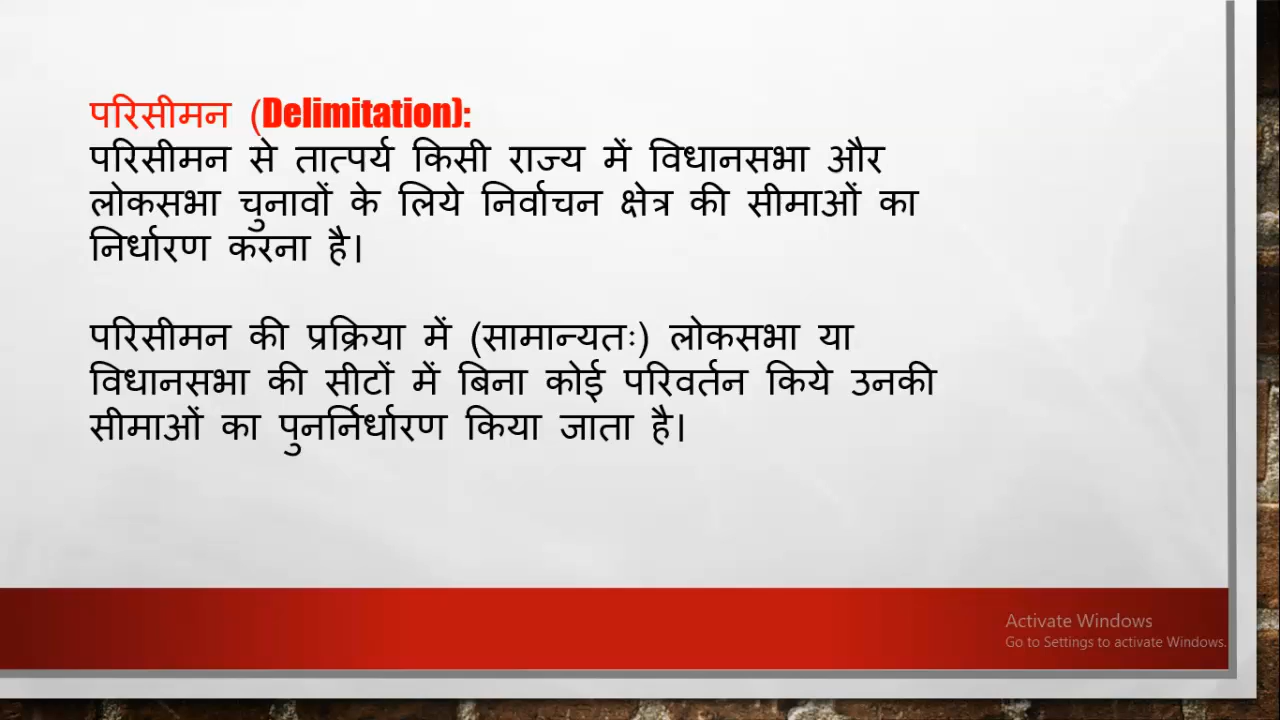 परिसीमन (Delimitation):
परिसीमन से तात्पर्य किसी राज्य में विधानसभा और
लोकसभा चुनावों के लिये निर्वाचन क्षेत्र की सीमाओं का
निर्धारण करना है।
परिसीमन की प्रक्रिया में (सामान्यतः) लोकसभा या
विधानसभा की सीटों में बिना कोई परिवर्तन किये उनकी
सीमाओं का पुनर्निर्धारण किया जाता है।
Activate Windows
Go to Settings to activate Windows.